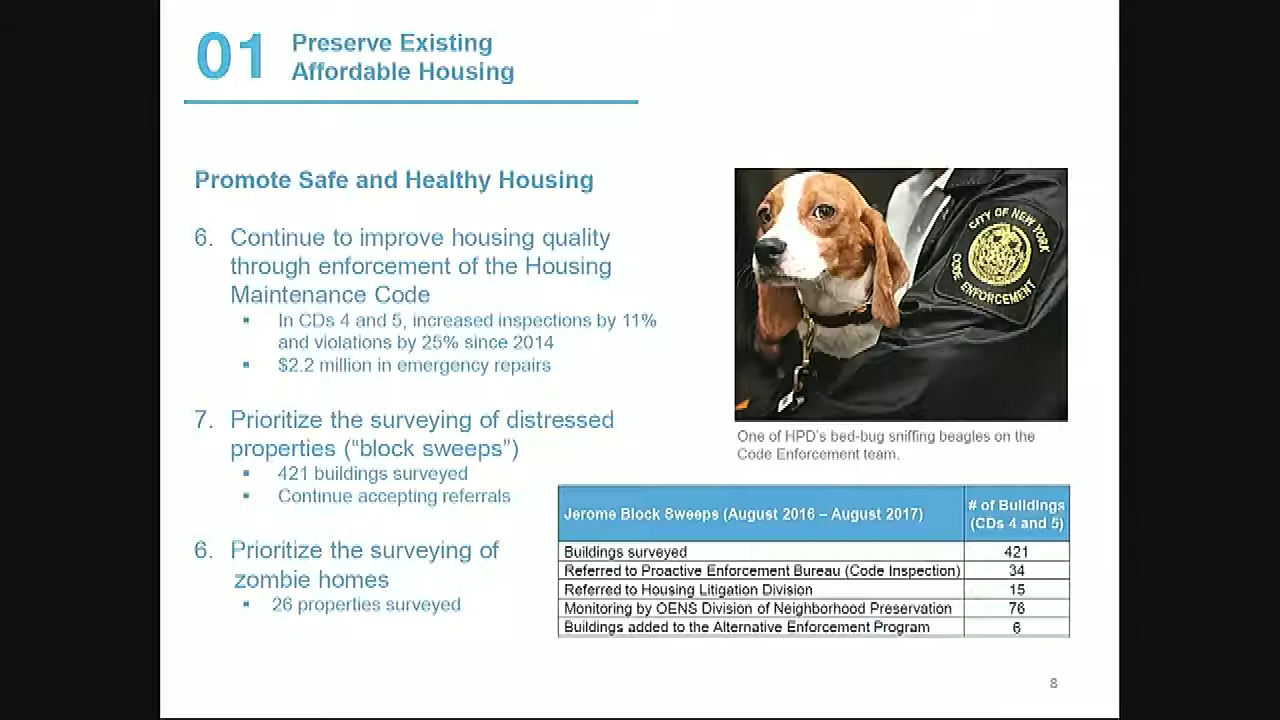 01
Preserve Existing
Affordable Housing
Promote Safe and Healthy Housing
6. Continue to improve housing quality
through enforcement of the Housing
Maintenance Code
▪ In CDs 4 and 5, increased inspections by 11%
and violations by 25% since 2014
▪ $2.2 million in emergency repairs
7. Prioritize the surveying of distressed
properties (“block sweeps”)
▪ 421 buildings surveyed
▪ Continue accepting referrals
6. Prioritize the surveying of
zombie homes
▪ 26 properties surveyed
CITY OF NEW YORK
CODE ENFORCEMENT
One of HPD's bed-bug sniffing beagles on the
Code Enforcement team.
Jerome Block Sweeps (August 2016 – August 2017) # of Buildings
(CDs 4 and 5)
Buildings surveyed 421
Referred to Proactive Enforcement Bureau (Code Inspection) 34
Referred to Housing Litigation Division 15
Monitoring by OENS Division of Neighborhood Preservation 76
Buildings added to the Alternative Enforcement Program 6
8